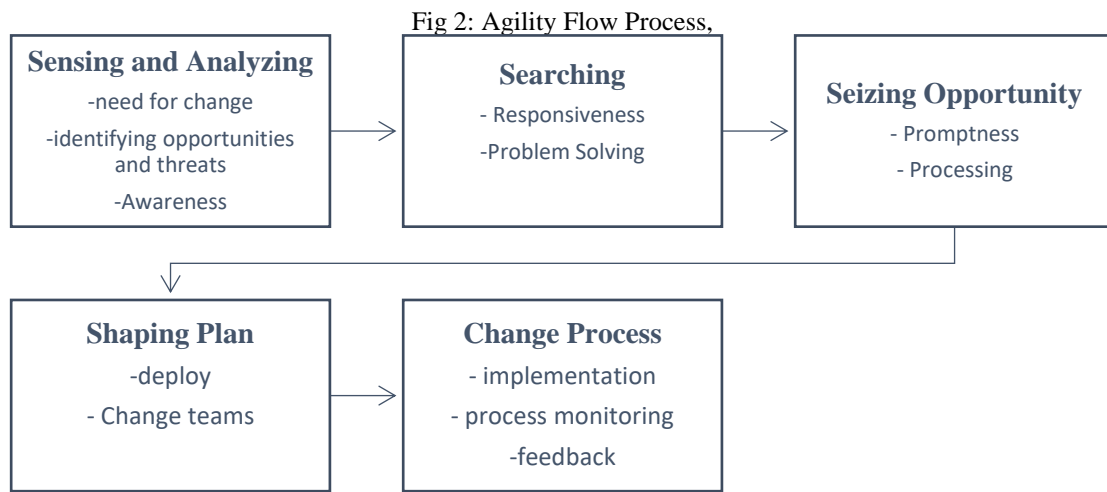 Fig 2: Agility Flow Process,
Sensing and Analyzing
-need for change
-identifying opportunities
and threats
-Awareness
Searching
- Responsiveness
-Problem Solving
Seizing Opportunity
- Promptness
- Processing
Shaping Plan
-deploy
- Change teams
Change Process
- implementation
- process monitoring
-feedback